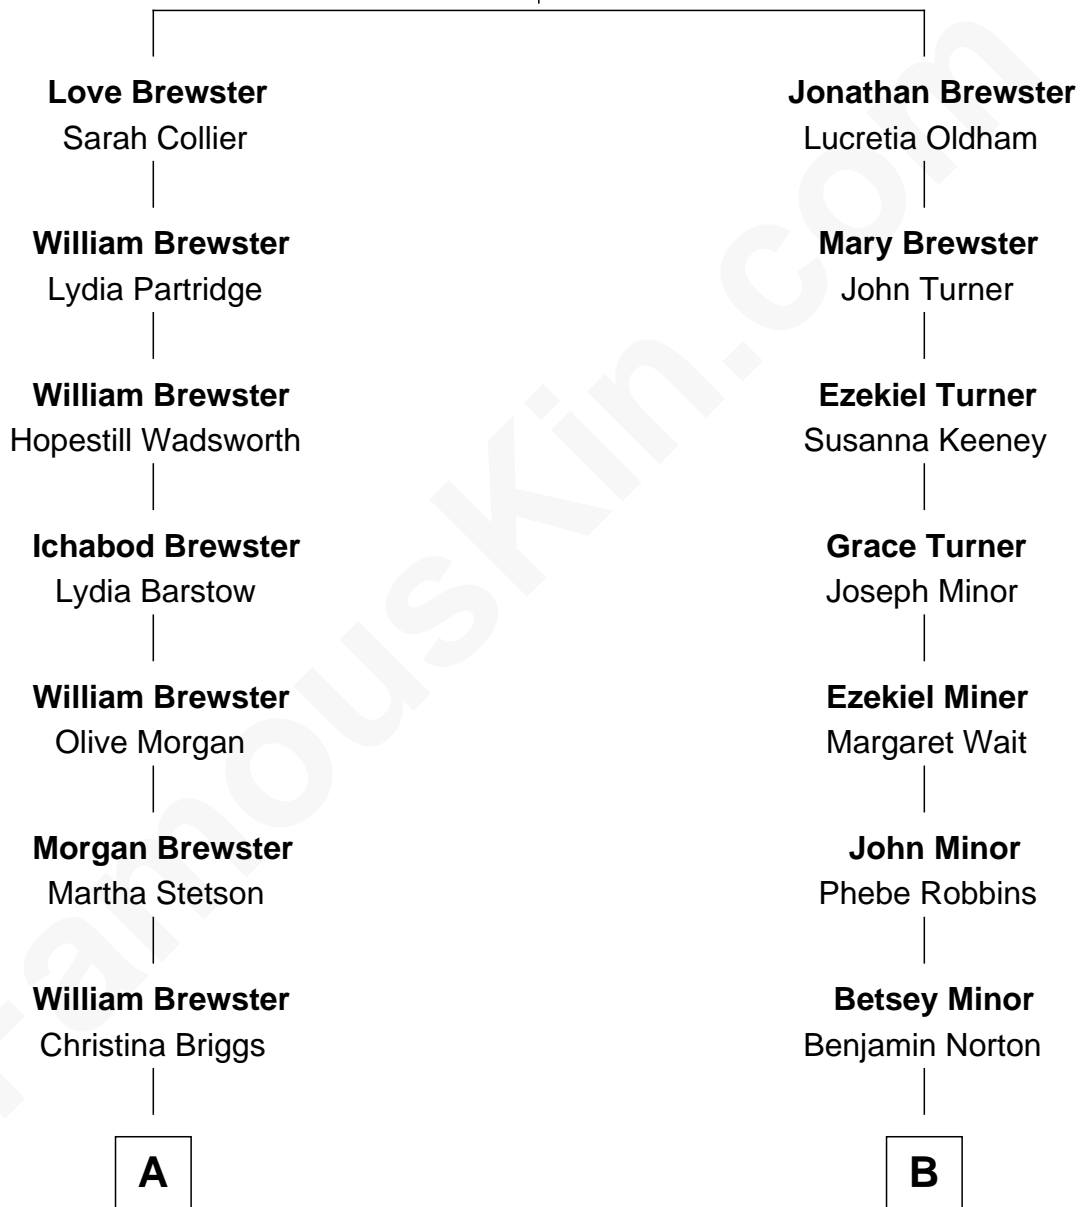 Love Brewster
Sarah Collier
William Brewster
Lydia Partridge
William Brewster
Hopestill Wadsworth
Ichabod Brewster
Lydia Barstow
William Brewster
Olive Morgan
Morgan Brewster
Martha Stetson
William Brewster
Christina Briggs
A
Jonathan Brewster
Lucretia Oldham
Mary Brewster
John Turner
Ezekiel Turner
Susanna Keeney
Grace Turner
Joseph Minor
Ezekiel Miner
Margaret Wait
John Minor
Phebe Robbins
Betsey Minor
Benjamin Norton
B
FamousKin.com